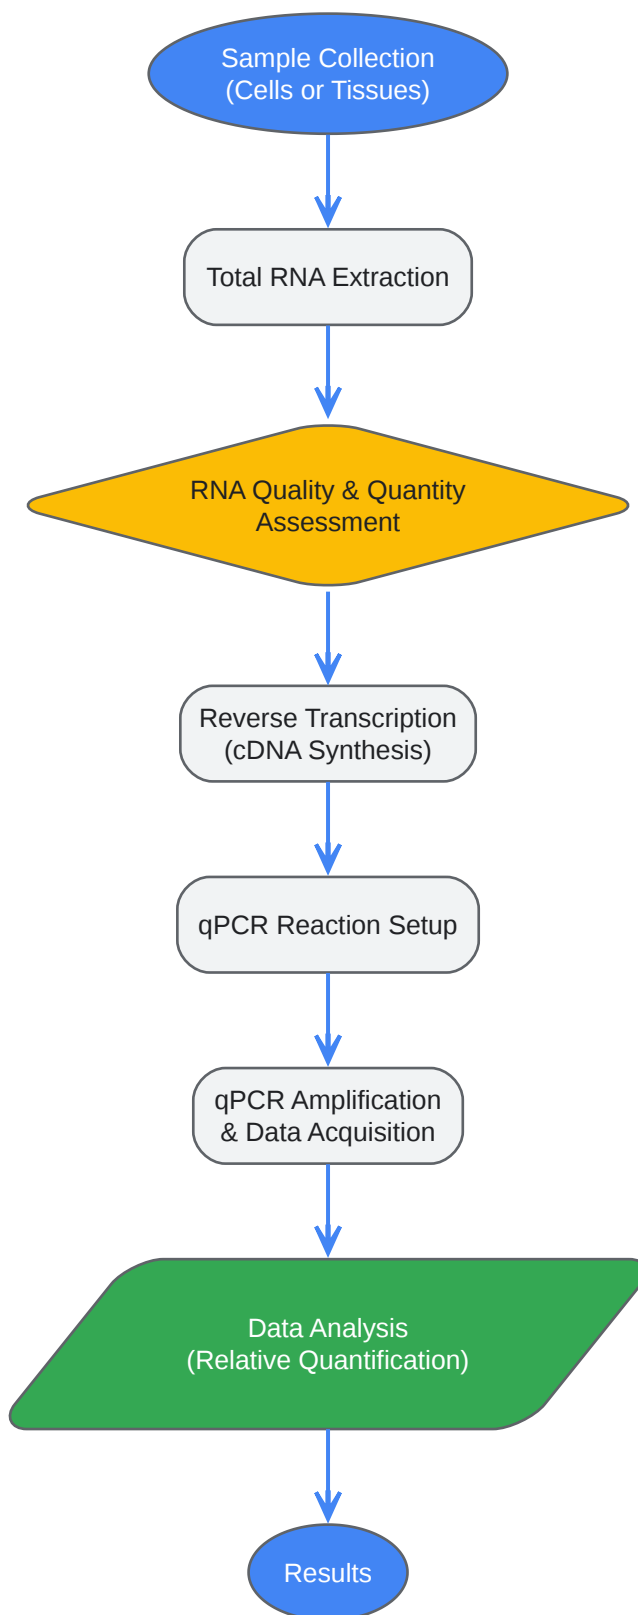 Sample Collection
(Cells or Tissues)
Total RNA Extraction
RNA Quality & Quantity
Assessment
Reverse Transcription
(cDNA Synthesis)
qPCR Reaction Setup
qPCR Amplification
& Data Acquisition
Data Analysis
(Relative Quantification)
Results